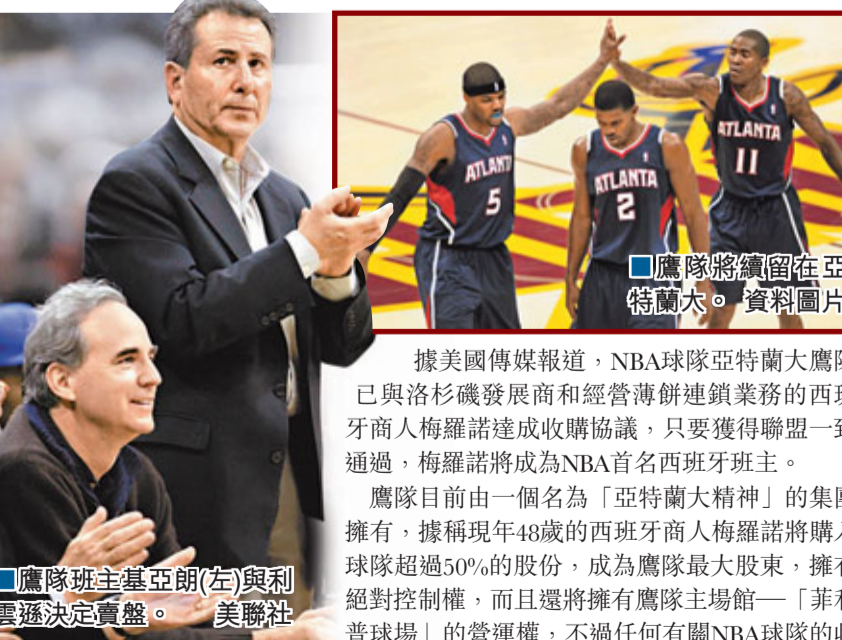 ATLANTA
5
ATLANTA
2
ATLANTA
11
■鷹隊將續留在亞
特蘭大。 資料圖片
據美國傳媒報道，NBA球隊亞特蘭大鷹隊
已與洛杉磯發展商和經營薄餅連鎖業務的西班
牙商人梅羅諾達成收購協議，只要獲得聯盟一致
通過，梅羅諾將成為NBA首名西班牙班主。
鷹隊目前由一個名為「亞特蘭大精神」的集團
擁有，據稱現年48歲的西班牙商人梅羅諾將購入
球隊超過50%的股份，成為鷹隊最大股東，擁有
絕對控制權，而且還將擁有鷹隊主場館—「菲利
普球場」的營運權，不過任何有關NBA球隊的收
■鷹隊班主基亞朗(左)與利
雲遜決定賣盤。 美聯社